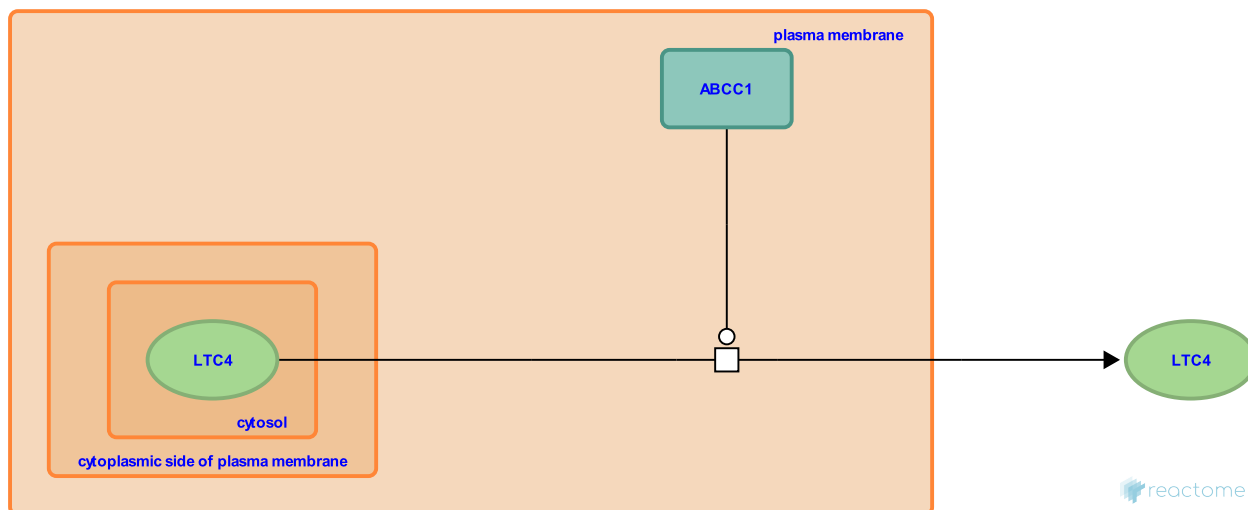 plasma membrane
ABCC1
LTC4
LTC4
cytosol
cytoplasmic side of plasma membrane
reactome